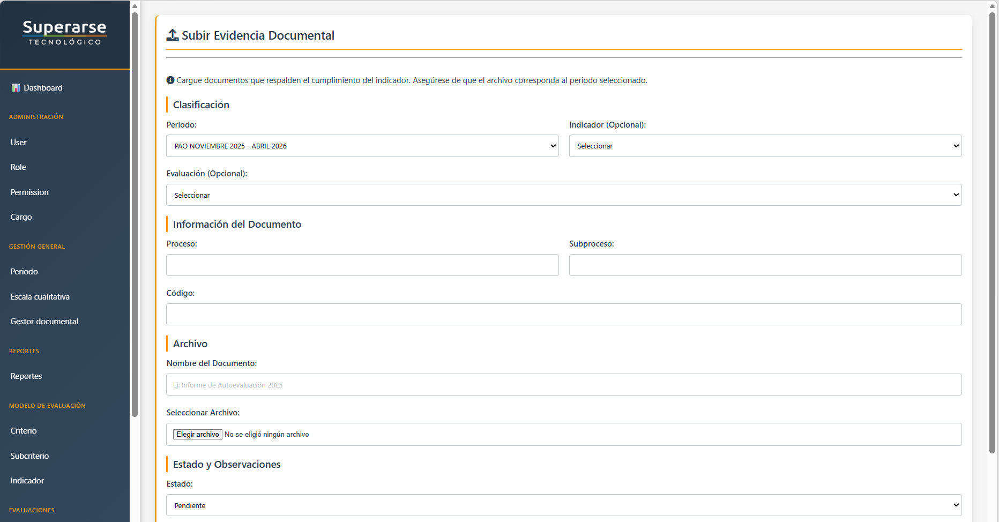 Superarse
TECNOLÓGICO
Dashboard
ADMINISTRACIÓN
User
Role
Permission
Cargo
GESTIÓN GENERAL
Periodo
Escala cualitativa
Gestor documental
REPORTES
Reportes
MODELO DE EVALUACIÓN
Criterio
Subcriterio
Indicador
EVALUACIONES
Subir Evidencia Documental
Cargue documentos que respalden el cumplimiento del indicador. Asegúrese de que el archivo corresponda al periodo seleccionado.
Clasificación
Periodo:
PAO NOVIEMBRE 2025 - ABRIL 2026
Indicador (Opcional):
Seleccionar
Evaluación (Opcional):
Seleccionar
Información del Documento
Proceso:
Subproceso:
Código:
Archivo
Nombre del Documento:
Ej: Informe de Autoevaluación 2025
Seleccionar Archivo:
Elegir archivo No se eligió ningún archivo
Estado y Observaciones
Estado:
Pendiente